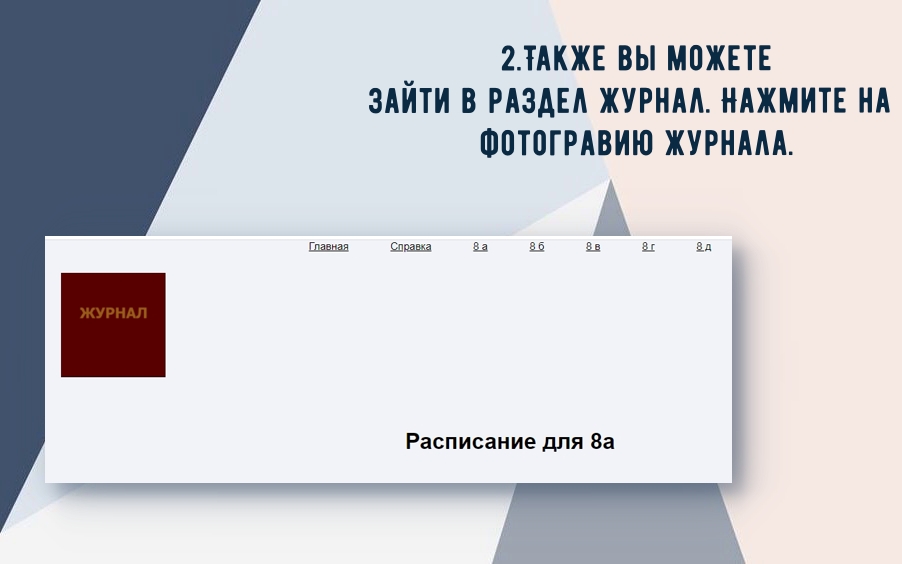 2.Также вы можете
зайти в раздел журнал. Нажмите на
фотогравию журнала.
Главная Справка 8 а 8 б 8 в 8 г 8 д
ЖУРНАЛ
Расписание для 8а